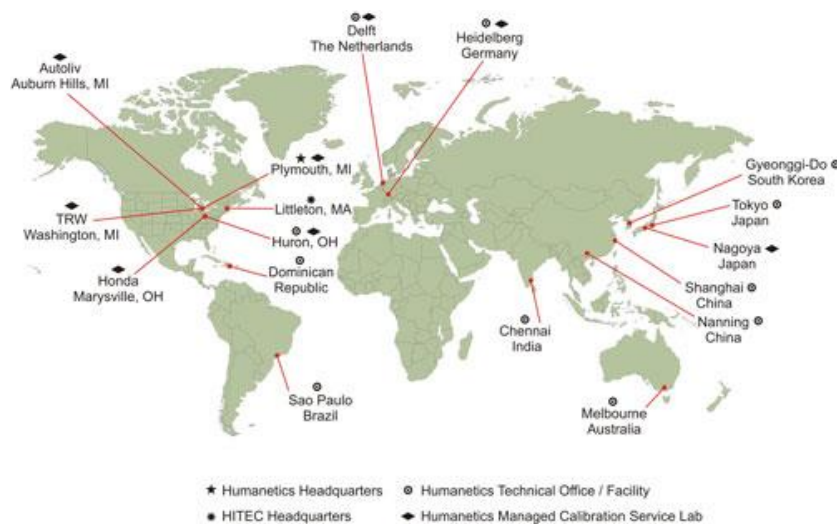 Delft
The Netherlands
Heidelberg
Germany
Autoliv
Auburn Hills, MI
Plymouth, MI
Gyeonggi-Do
South Korea
TRW
Washington, MI
Littleton, MA
Tokyo
Japan
Huron, OH
Nagoya
Japan
Honda
Marysville, OH
Dominican
Republic
Shanghai
China
Chennai
India
Nanning
China
Sao Paulo
Brazil
Melbourne
Australia
Humanetics Headquarters
Humanetics Technical Office / Facility
HITEC Headquarters
Humanetics Managed Calibration Service Lab